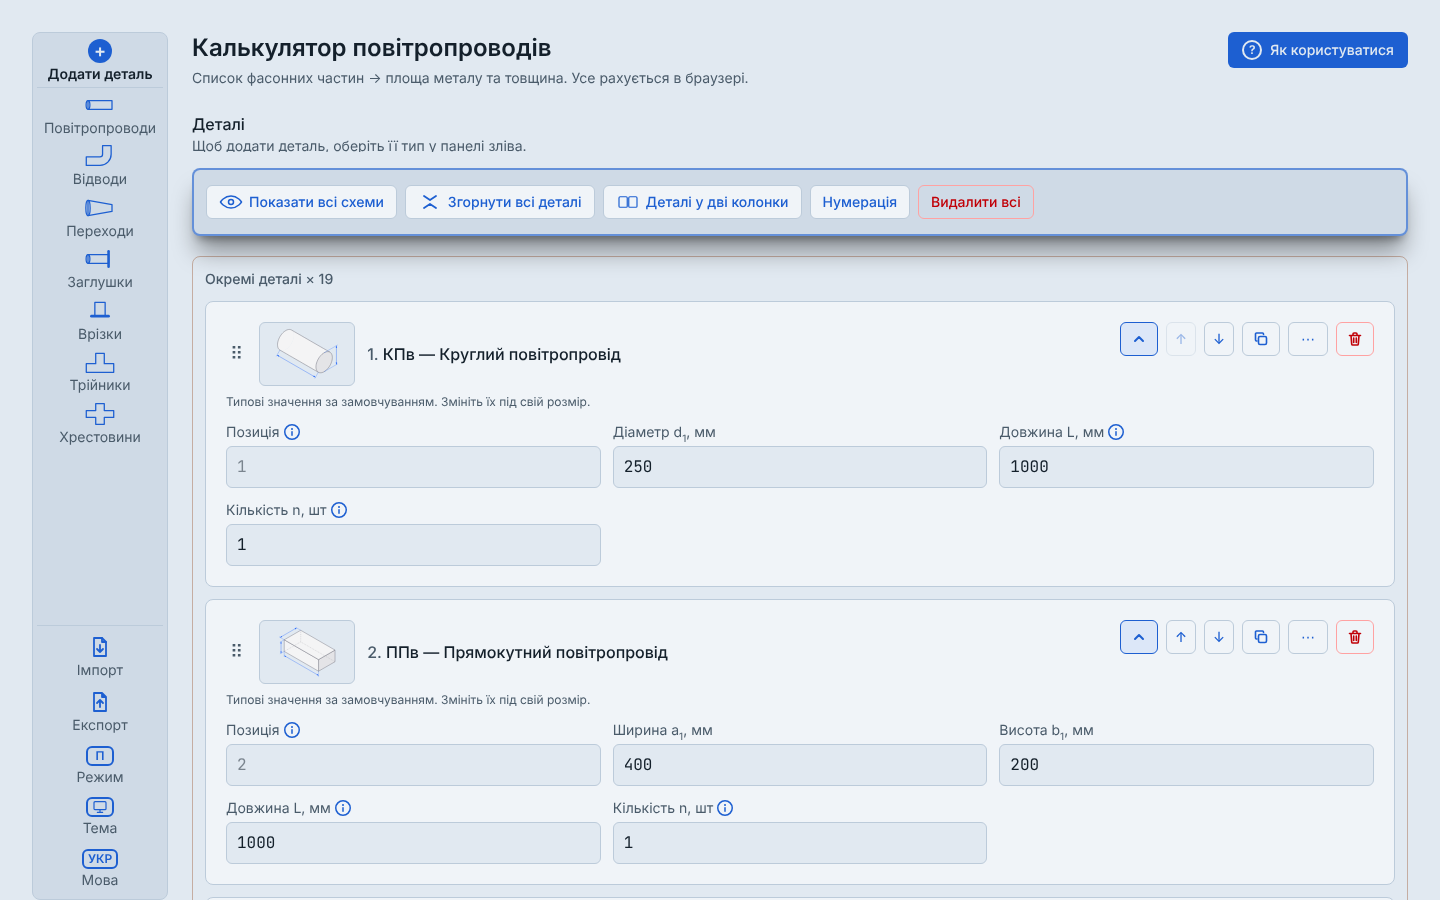 Додати деталь
Повітропроводи
Відводи
Переходи
Заглушки
Врізки
Трійники
Хрестовини
Імпорт
Експорт
П
Режим
Тема
УКР
Мова
Калькулятор повітропроводів
Список фасонних частин → площа металу та товщина. Усе рахується в браузері.
? Як користуватися
Деталі
Щоб додати деталь, оберіть її тип у панелі зліва.
Показати всі схеми Згорнути всі деталі Деталі у дві колонки Нумерація Видалити всі
Окремі деталі × 19
1. КПв — Круглий повітропровід
Типові значення за замовчуванням. Змініть їх під свій розмір.
Позиція Діаметр d₁, мм Довжина L, мм
1 250 1000
Кількість n, шт
1
2. ППв — Прямокутний повітропровід
Типові значення за замовчуванням. Змініть їх під свій розмір.
Позиція Ширина a₁, мм Висота b₁, мм
2 400 200
Довжина L, мм Кількість n, шт
1000 1